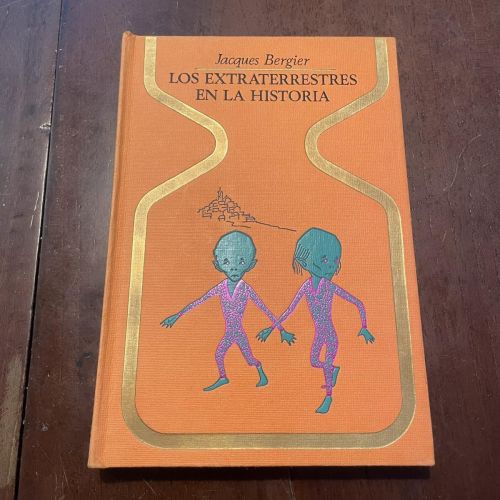 Jacques Bergier
LOS EXTRATERRESTRES
EN LA HISTORIA